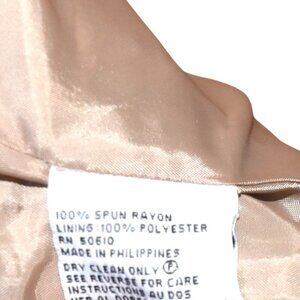 100% SPUN RAYON
LINING:100% POLYESTER
RN 50610
MADE IN PHILIPPINES
DRY CLEAN ONLY Ⓟ
SEE REVERSE FOR CARE
INSTRUCTIONS AU DOS